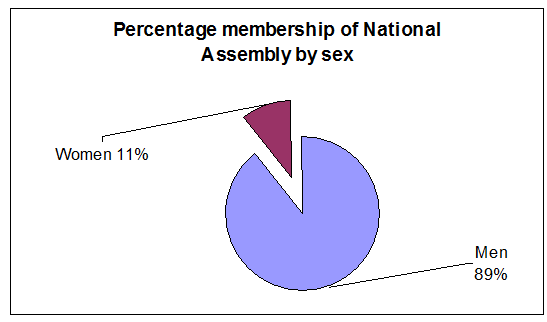 Percentage membership of National
Assembly by sex
Women 11%
Men
89%